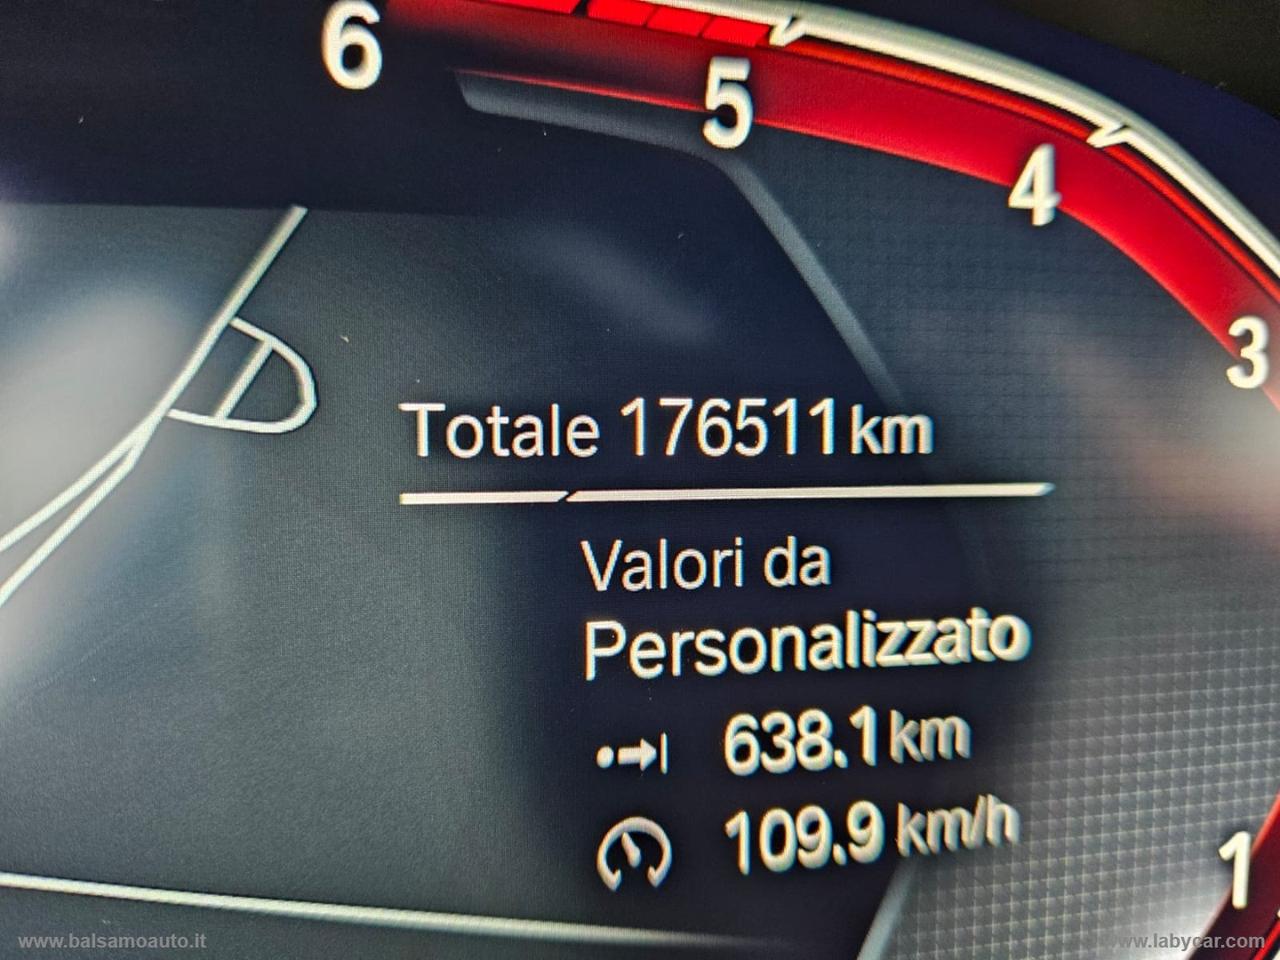 6
5
4
3
Totale 176511 km
Valori da
Personalizzato
638.1 km
109.9 km/h
1
www.balsamoauto.it
www.labycar.com